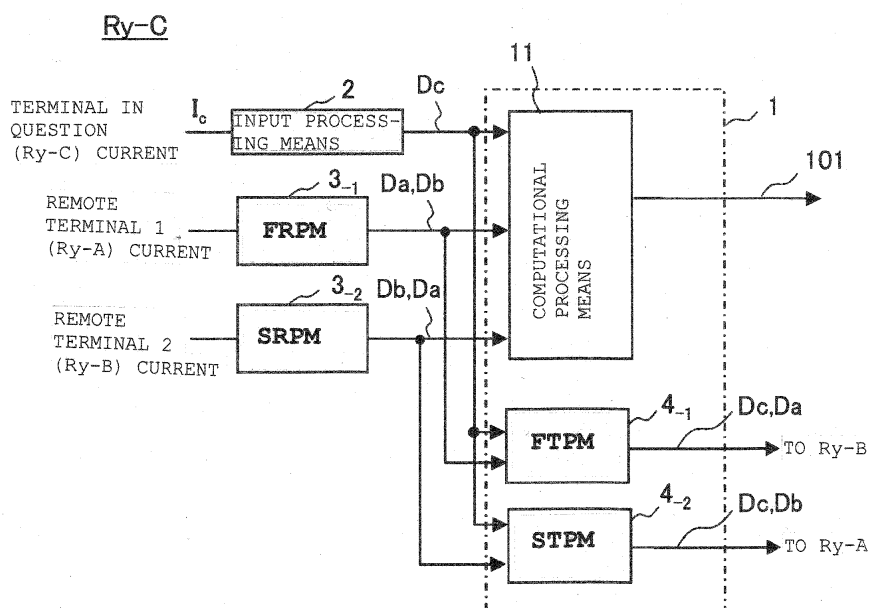 Ry-C
11
TERMINAL IN
QUESTION
(Ry-C) CURRENT
Ic
2
INPUT PROCESS-
ING MEANS
Dc
1
101
REMOTE
TERMINAL 1
(Ry-A) CURRENT
3-1
FRPM
Da,Db
COMPUTATIONAL
PROCESSING
MEANS
REMOTE
TERMINAL 2
(Ry-B) CURRENT
3-2
SRPM
Db,Da
4-1
FTPM
Dc,Da
TO Ry-B
4-2
STPM
Dc,Db
TO Ry-A